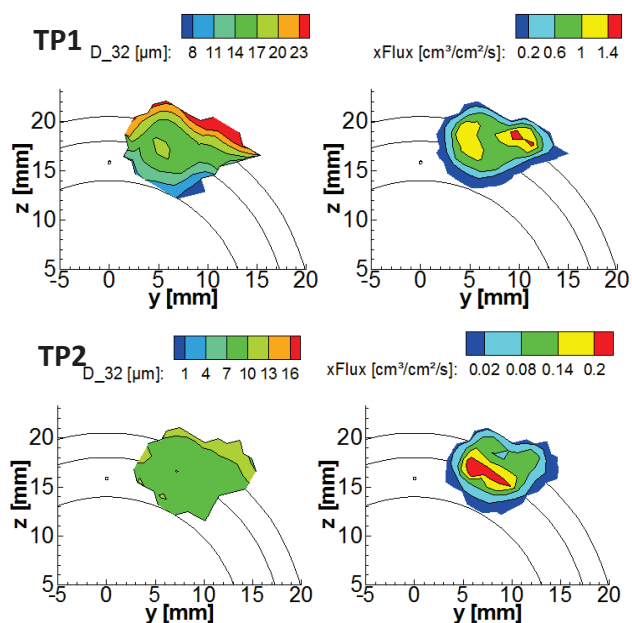 TP1
D_32 [µm]: 8 11 14 17 20 23
xFlux [cm³/cm²/s]: 0.2 0.6 1 1.4
z [mm]
20
15
10
5
-5 0 5 10 15 20
y [mm]
z [mm]
20
15
10
5
-5 0 5 10 15 20
y [mm]
TP2
D_32 [µm]: 1 4 7 10 13 16
xFlux [cm³/cm²/s]: 0.02 0.08 0.14 0.2
z [mm]
20
15
10
5
-5 0 5 10 15 20
y [mm]
z [mm]
20
15
10
5
-5 0 5 10 15 20
y [mm]